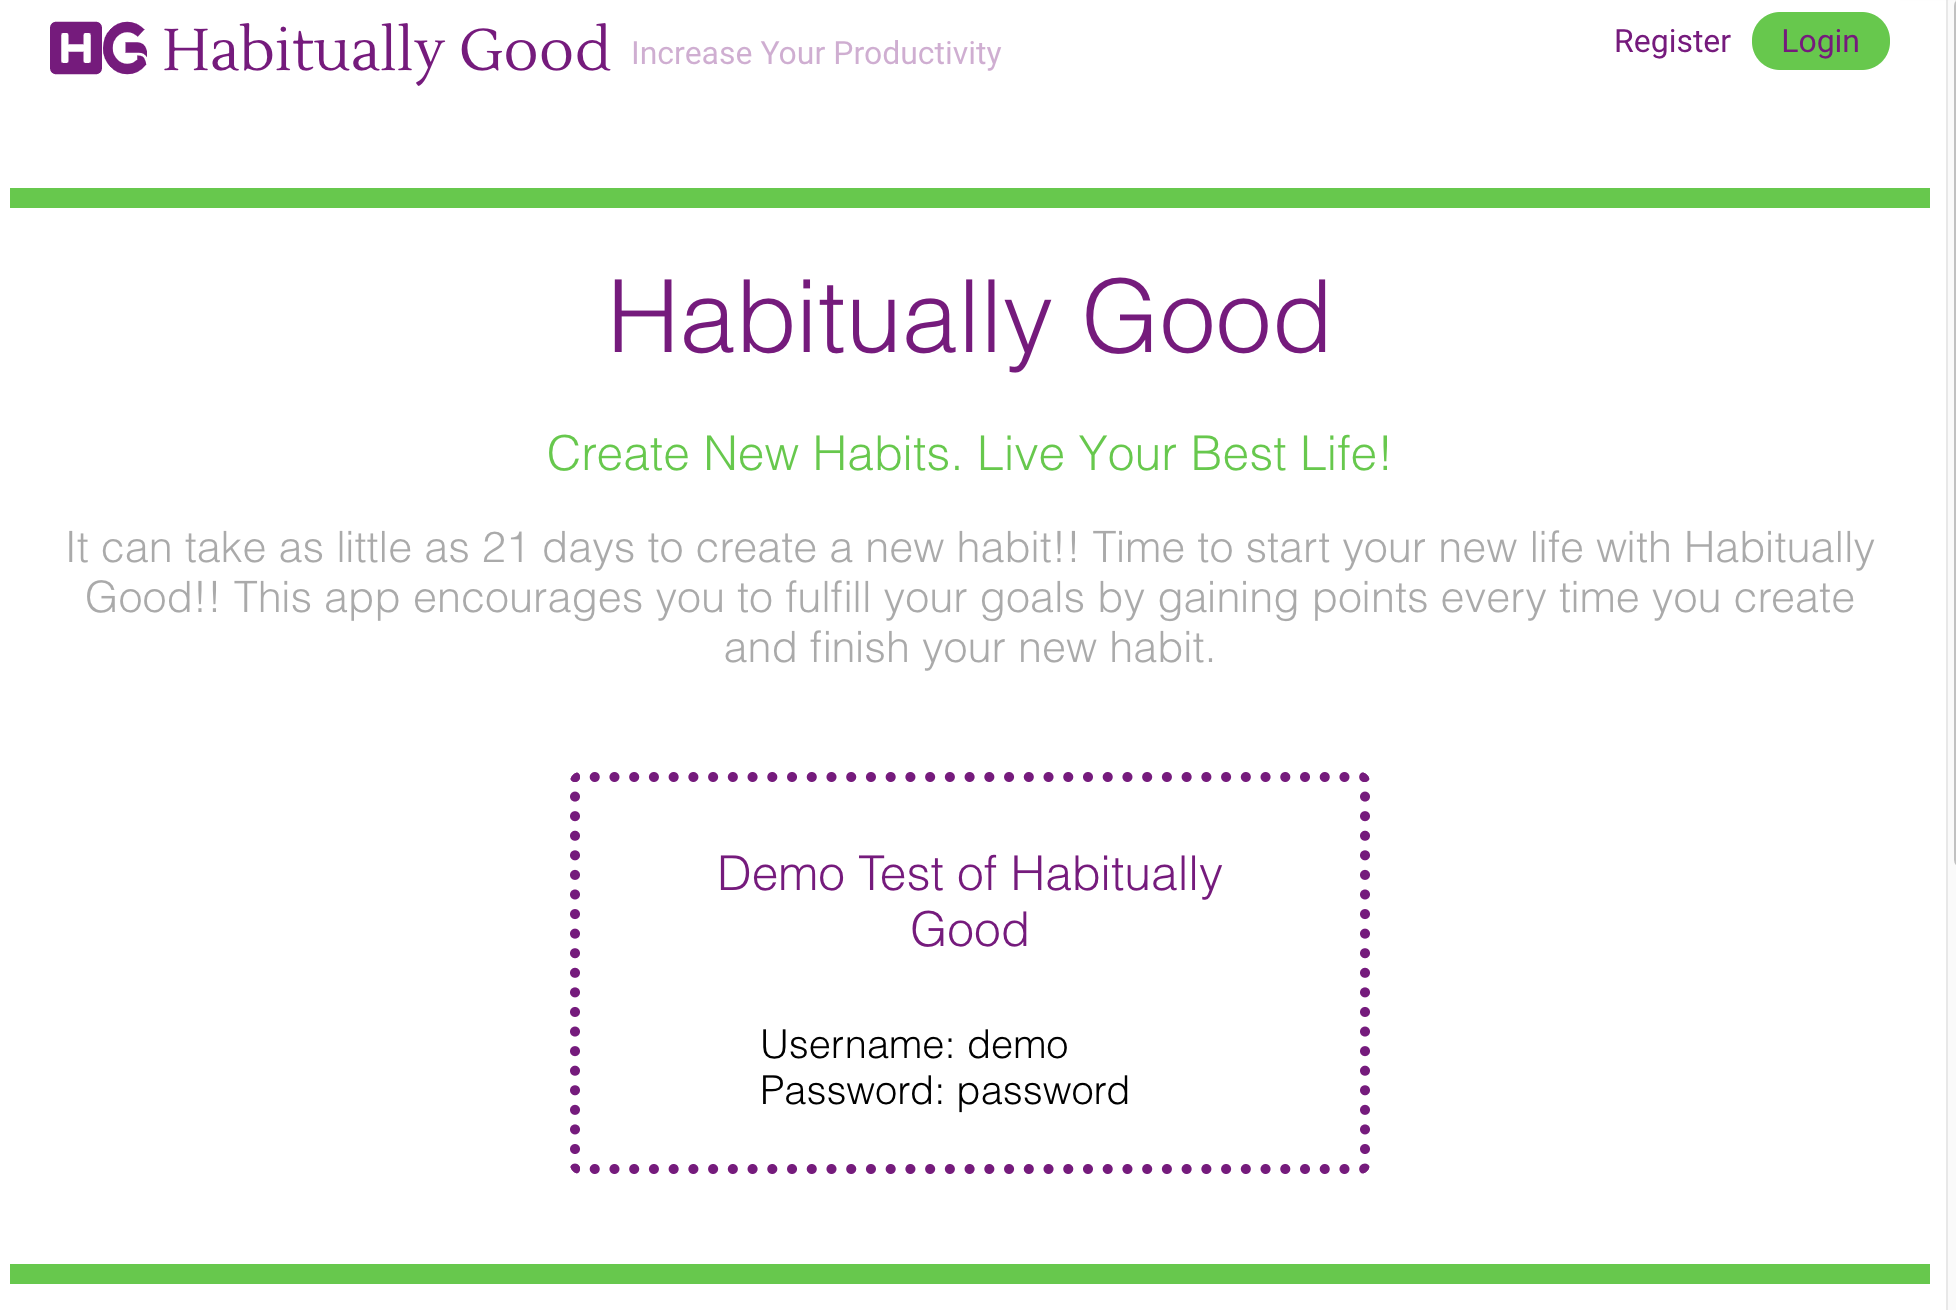 HG Habitually Good Increase Your Productivity
Register Login
Habitually Good
Create New Habits. Live Your Best Life!
It can take as little as 21 days to create a new habit!! Time to start your new life with Habitually
Good!! This app encourages you to fulfill your goals by gaining points every time you create
and finish your new habit.
Demo Test of Habitually
Good
Username: demo
Password: password